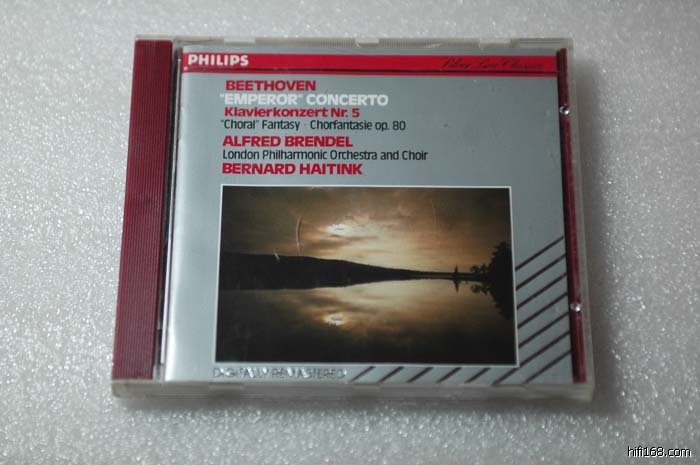 PHILIPS
Silver Line Classics
BEETHOVEN
"EMPEROR" CONCERTO
Klavierkonzert Nr. 5
"Choral" Fantasy · Chorfantasie op. 80
ALFRED BRENDEL
London Philharmonic Orchestra and Choir
BERNARD HAITINK
DIGITALLY REMASTERED
hifi168.com